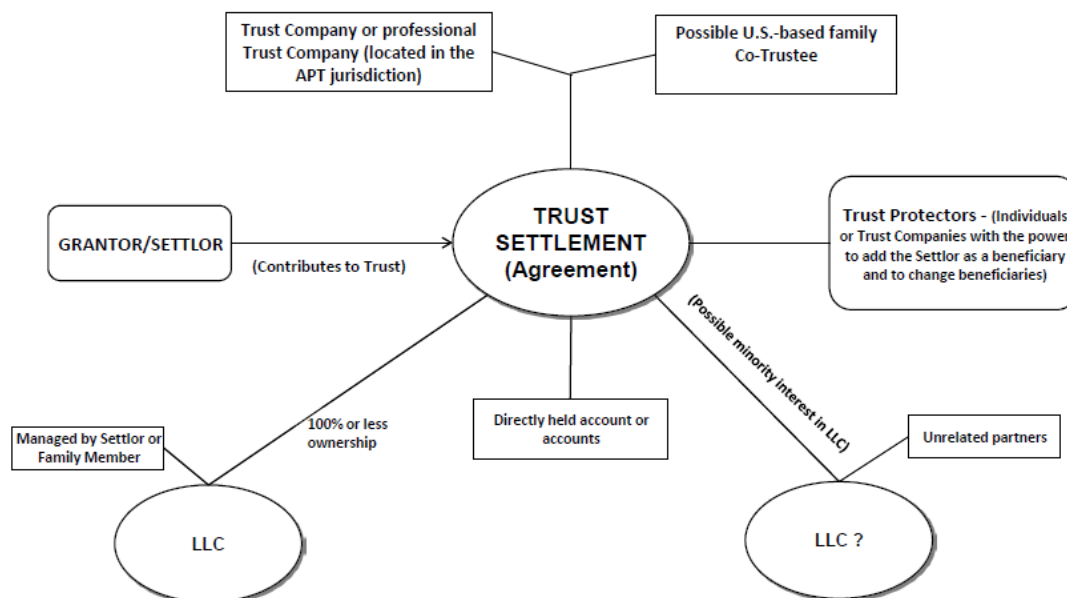 Trust Company or professional
Trust Company (located in the
APT jurisdiction)
Possible U.S.-based family
Co-Trustee
GRANTOR/SETTLOR
(Contributes to Trust)
TRUST
SETTLEMENT
(Agreement)
Trust Protectors - (Individuals
or Trust Companies with the power
to add the Settlor as a beneficiary
and to change beneficiaries)
(Possible minority interest in LLC)
100% or less
ownership
Directly held account or
accounts
Managed by Settlor or
Family Member
Unrelated partners
LLC
LLC ?